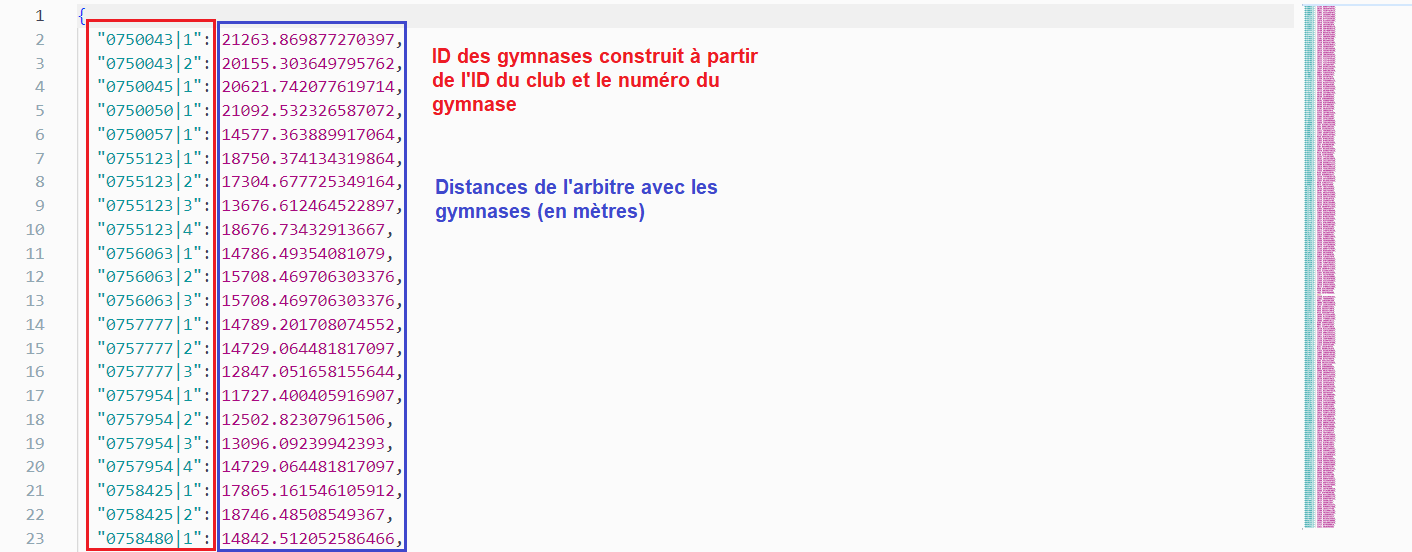 1 {
2 "0750043|1": 21263.869877270397,
3 "0750043|2": 20155.303649795762,
4 "0750045|1": 20621.742077619714,
5 "0750050|1": 21092.532326587072,
6 "0750057|1": 14577.363889917064,
7 "0755123|1": 18750.374134319864,
8 "0755123|2": 17304.677725349164,
9 "0755123|3": 13676.612464522897,
10 "0755123|4": 18676.73432913667,
11 "0756063|1": 14786.49354081079,
12 "0756063|2": 15708.469706303376,
13 "0756063|3": 15708.469706303376,
14 "0757777|1": 14789.201708074552,
15 "0757777|2": 14729.064481817097,
16 "0757777|3": 12847.051658155644,
17 "0757954|1": 11727.400405916907,
18 "0757954|2": 12502.82307961506,
19 "0757954|3": 13096.09239942393,
20 "0757954|4": 14729.064481817097,
21 "0758425|1": 17865.161546105912,
22 "0758425|2": 18746.48508549367,
23 "0758480|1": 14842.512052586466,
ID des gymnases construit à partir
de l'ID du club et le numéro du
gymnase
Distances de l'arbitre avec les
gymnases (en mètres)